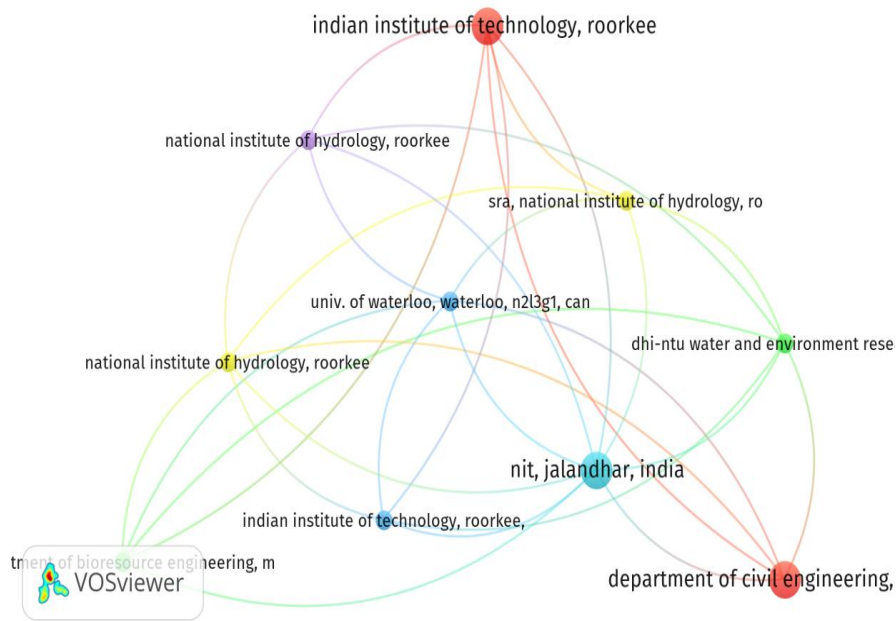 indian institute of technology, roorkee
national institute of hydrology, roorkee
sra, national institute of hydrology, ro
univ. of waterloo, waterloo, n2l3g1, can
dhi-ntu water and environment rese
national institute of hydrology, roorkee
nit, jalandhar, india
indian institute of technology, roorkee,
tment of bioresource engineering, m
VOSviewer
department of civil engineering,